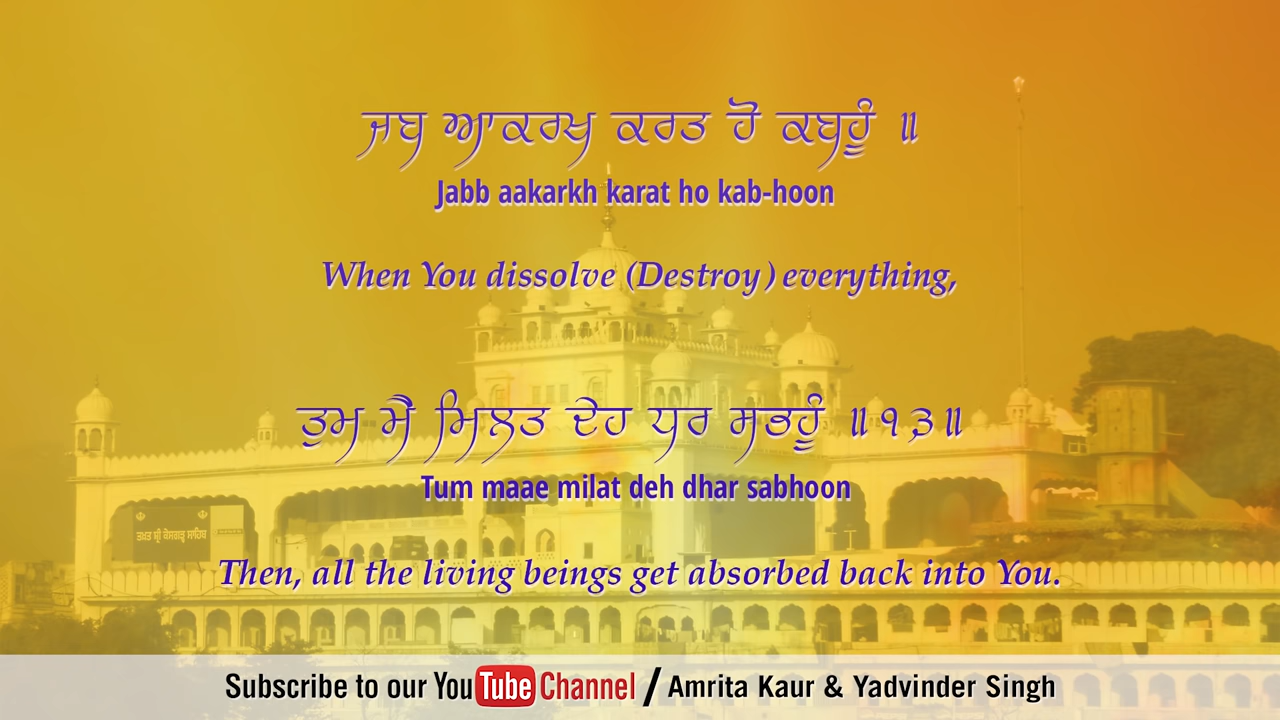 ਜਬ ਆਕਰਖ ਕਰਤ ਹੋ ਕਬਹੂੰ ॥
Jabb aakarkh karat ho kab-hoon
When You dissolve (Destroy) everything,
ਤੁਮ ਮੈ ਮਿਲਤ ਦੇਹ ਧਰ ਸਭਹੂੰ ॥੧੩॥
Tum maae milat deh dhar sabhoon
ਤਖ਼ਤ ਸ੍ਰੀ ਕੇਸਗੜ੍ਹ ਸਾਹਿਬ
Then, all the living beings get absorbed back into You.
Subscribe to our YouTube Channel / Amrita Kaur & Yadvinder Singh